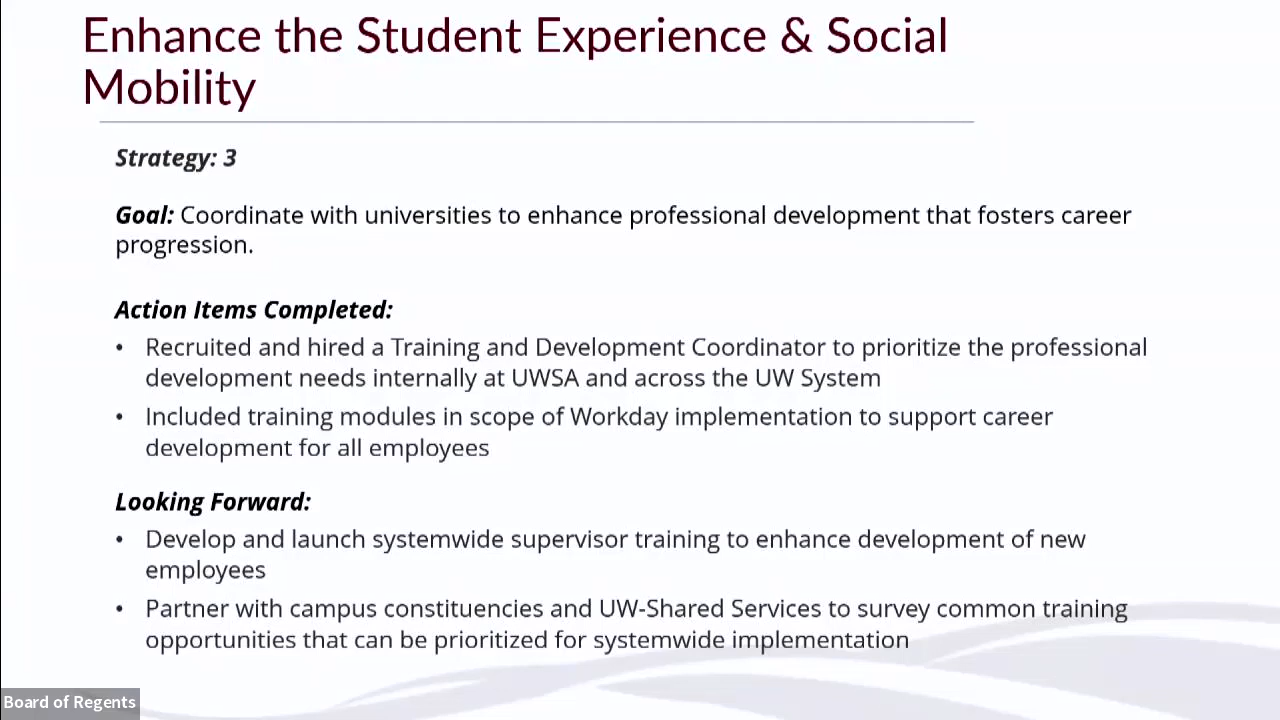 Enhance the Student Experience & Social
Mobility
Strategy: 3
Goal: Coordinate with universities to enhance professional development that fosters career
progression.
Action Items Completed:
• Recruited and hired a Training and Development Coordinator to prioritize the professional
development needs internally at UWSA and across the UW System
• Included training modules in scope of Workday implementation to support career
development for all employees
Looking Forward:
• Develop and launch systemwide supervisor training to enhance development of new
employees
• Partner with campus constituencies and UW-Shared Services to survey common training
opportunities that can be prioritized for systemwide implementation
Board of Regents